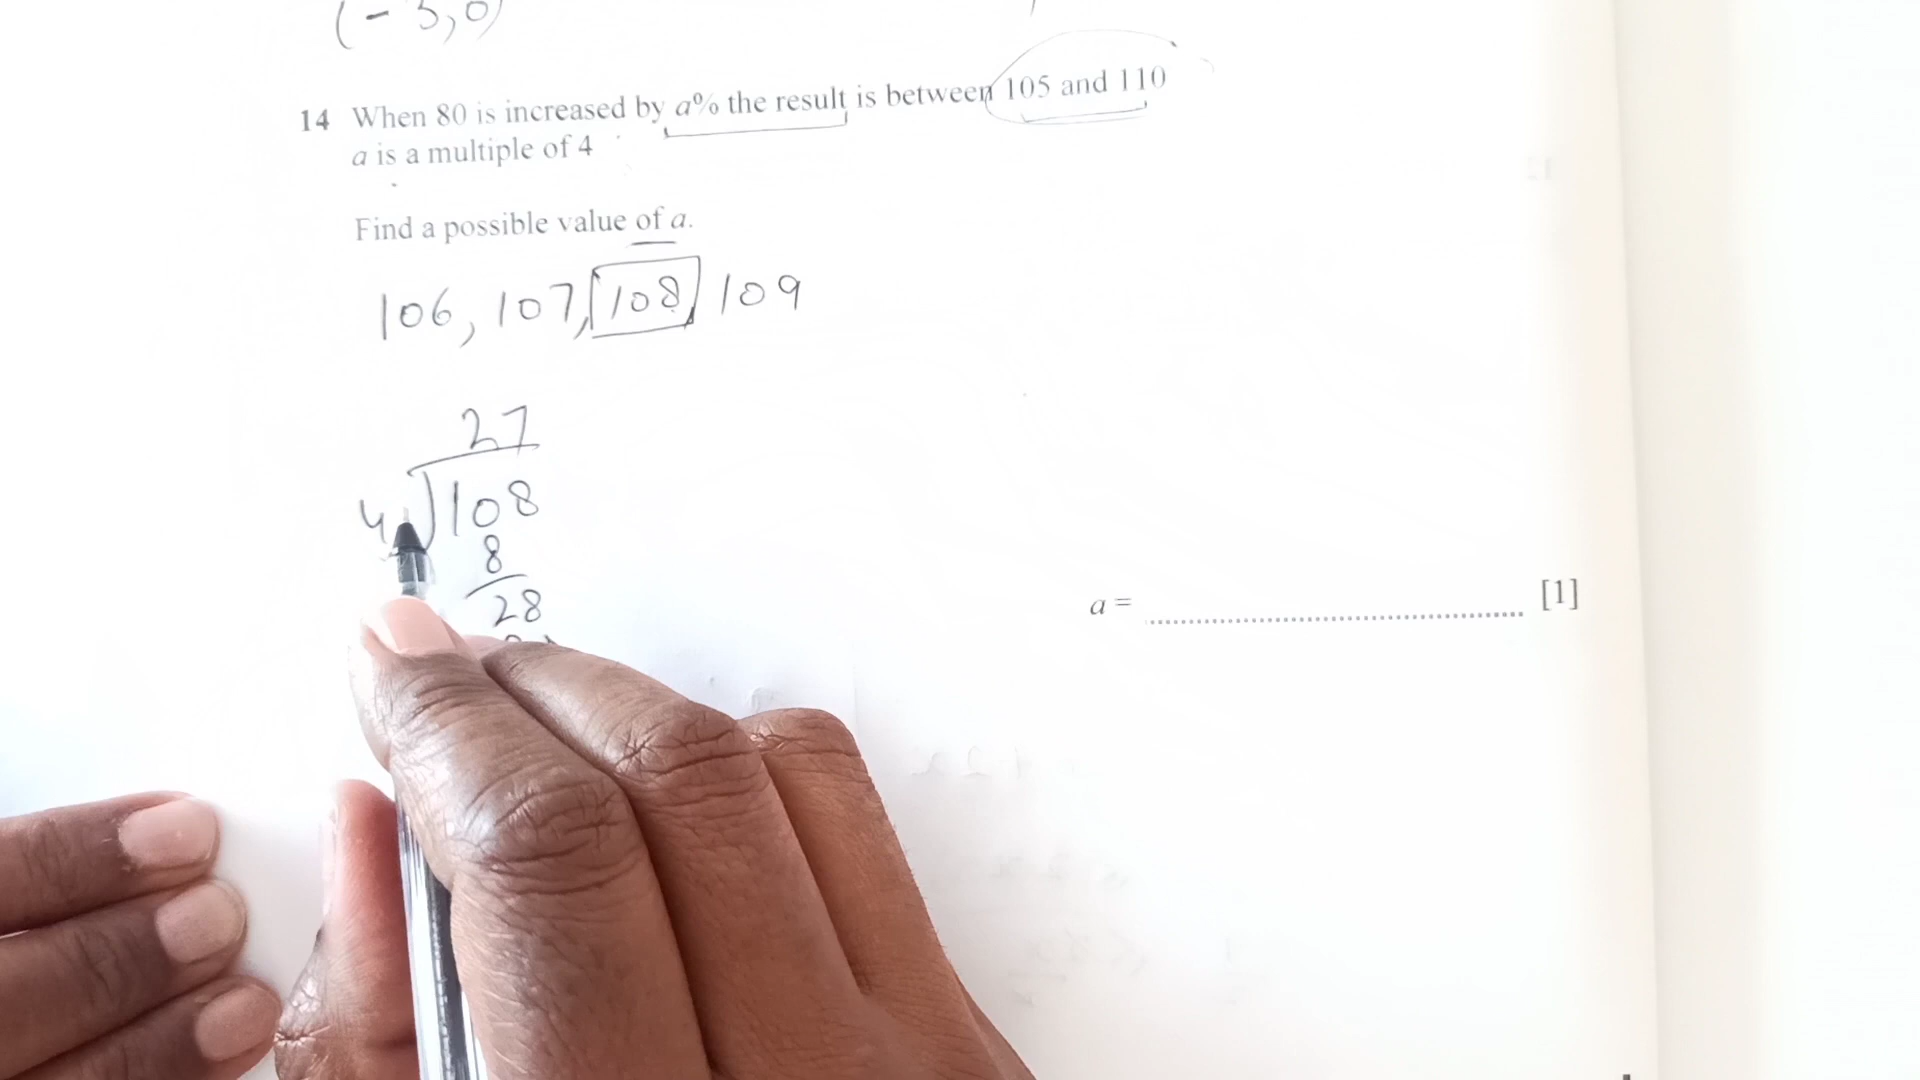 (-3,0)
14 When 80 is increased by a% the result is between 105 and 110
a is a multiple of 4
Find a possible value of a.
106, 107, 108, 109
27
4 108
8
28
a = [1]